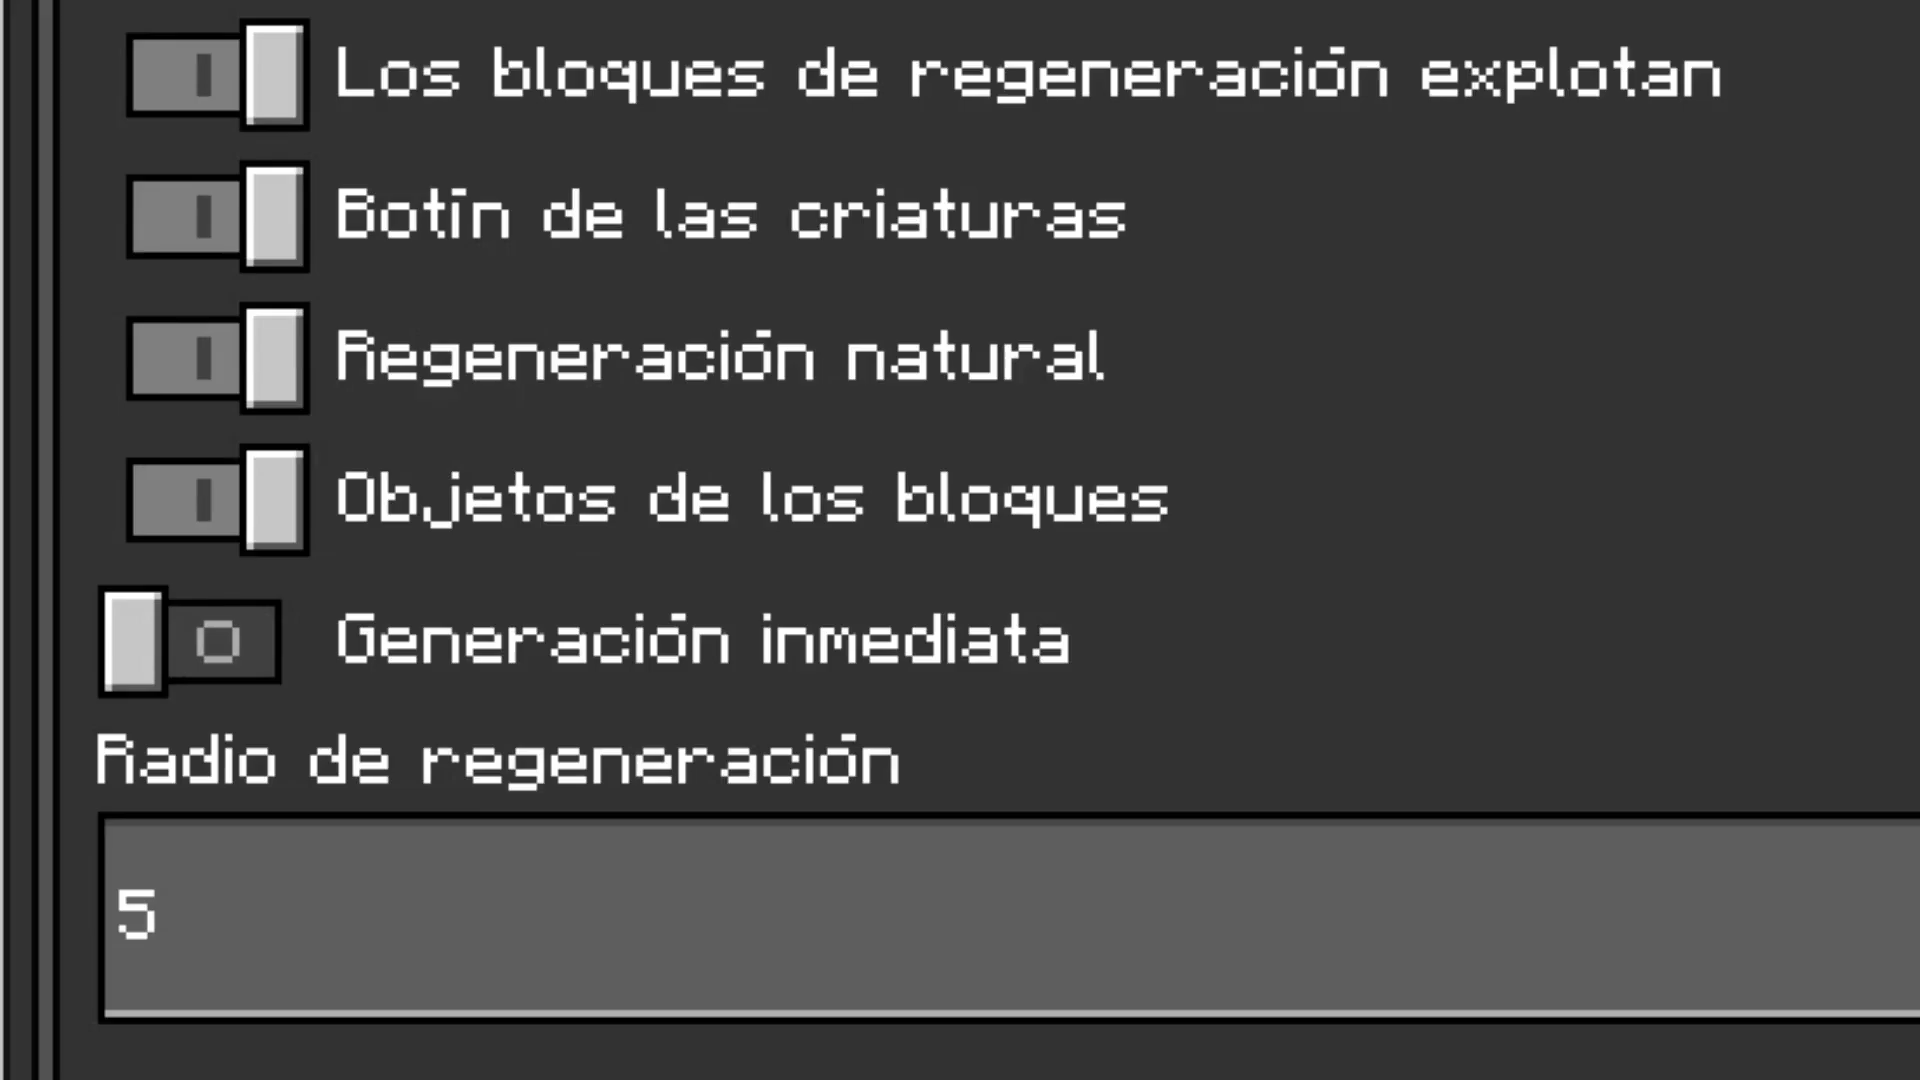 Los bloques de regeneración explotan
Botín de las criaturas
Regeneración natural
Objetos de los bloques
Generación inmediata
Radio de regeneración
5